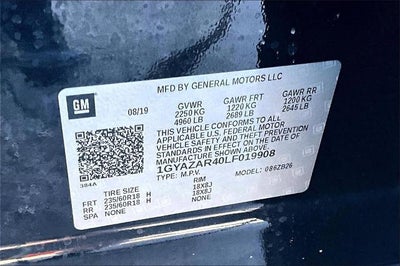 MFD BY GENERAL MOTORS LLC
GM
08/19
GVWR GAWR FRT GAWR RR
2250 KG 1220 KG 1200 KG
4960 LB 2689 LB 2645 LB
THIS VEHICLE CONFORMS TO ALL
APPLICABLE U.S. FEDERAL MOTOR
VEHICLE SAFETY AND THEFT PREVENTION
STANDARDS IN EFFECT ON THE DATE OF
MANUFACTURE SHOWN ABOVE.
1GYAZAR40LF019908
TYPE: M.P.V. MODEL: 086ZB26
384A
TIRE SIZE RIM
FRT 235/60R18 H 18X8J
RR 235/60R18 H 18X8J
SPA NONE NONE